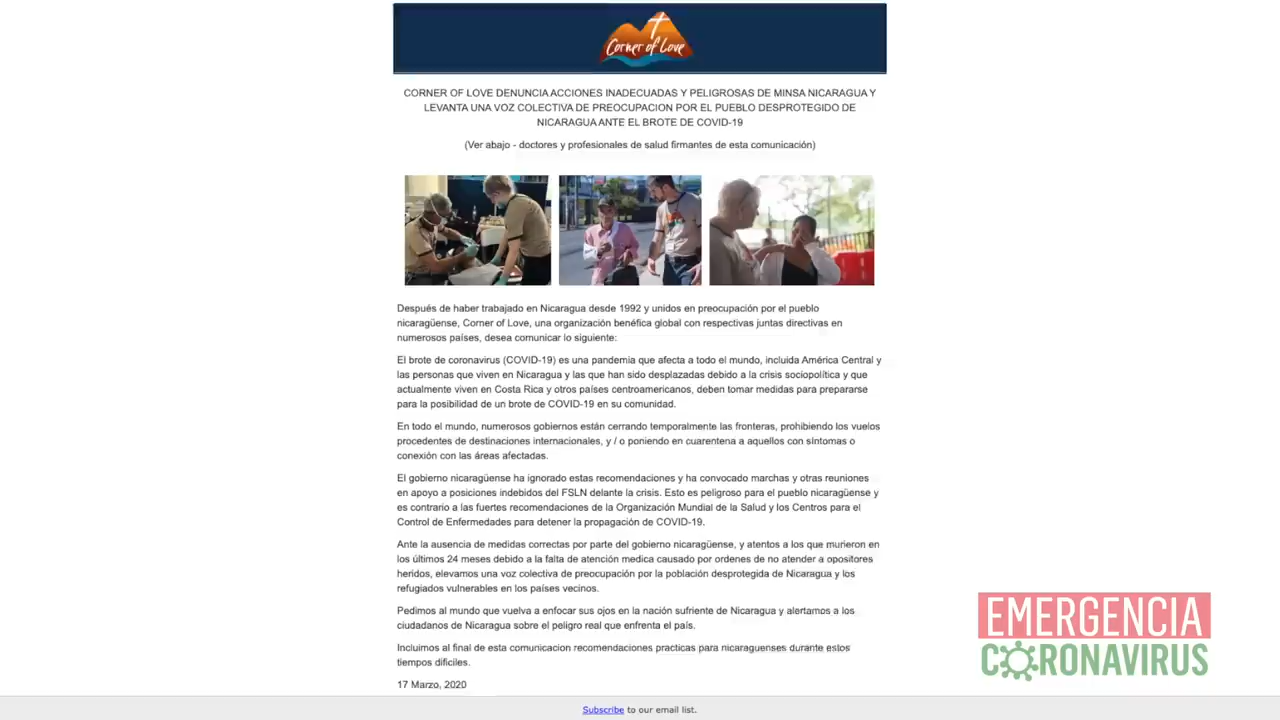 Corner of Love
CORNER OF LOVE DENUNCIA ACCIONES INADECUADAS Y PELIGROSAS DE MINSA NICARAGUA Y
LEVANTA UNA VOZ COLECTIVA DE PREOCUPACION POR EL PUEBLO DESPROTEGIDO DE
NICARAGUA ANTE EL BROTE DE COVID-19
(Ver abajo - doctores y profesionales de salud firmantes de esta comunicación)
Después de haber trabajado en Nicaragua desde 1992 y unidos en preocupación por el pueblo
nicaragüense, Corner of Love, una organización benéfica global con respectivas juntas directivas en
numerosos países, desea comunicar lo siguiente:
El brote de coronavirus (COVID-19) es una pandemia que afecta a todo el mundo, incluida América Central y
las personas que viven en Nicaragua y las que han sido desplazadas debido a la crisis sociopolítica y que
actualmente viven en Costa Rica y otros países centroamericanos, deben tomar medidas para prepararse
para la posibilidad de un brote de COVID-19 en su comunidad.
En todo el mundo, numerosos gobiernos están cerrando temporalmente las fronteras, prohibiendo los vuelos
procedentes de destinaciones internacionales, y / o poniendo en cuarentena a aquellos con síntomas o
conexión con las áreas afectadas.
El gobierno nicaragüense ha ignorado estas recomendaciones y ha convocado marchas y otras reuniones
en apoyo a posiciones indebidos del FSLN delante la crisis. Esto es peligroso para el pueblo nicaragüense y
es contrario a las fuertes recomendaciones de la Organización Mundial de la Salud y los Centros para el
Control de Enfermedades para detener la propagación de COVID-19.
Ante la ausencia de medidas correctas por parte del gobierno nicaragüense, y atentos a los que murieron en
los últimos 24 meses debido a la falta de atención medica causado por ordenes de no atender a opositores
heridos, elevamos una voz colectiva de preocupación por la población desprotegida de Nicaragua y los
refugiados vulnerables en los países vecinos.
Pedimos al mundo que vuelva a enfocar sus ojos en la nación sufriente de Nicaragua y alertamos a los
ciudadanos de Nicaragua sobre el peligro real que enfrenta el país.
Incluimos al final de esta comunicacion recomendaciones practicas para nicaraguenses durante estos
tiempos difíciles.
17 Marzo, 2020
Subscribe to our email list.
EMERGENCIA
CORONAVIRUS